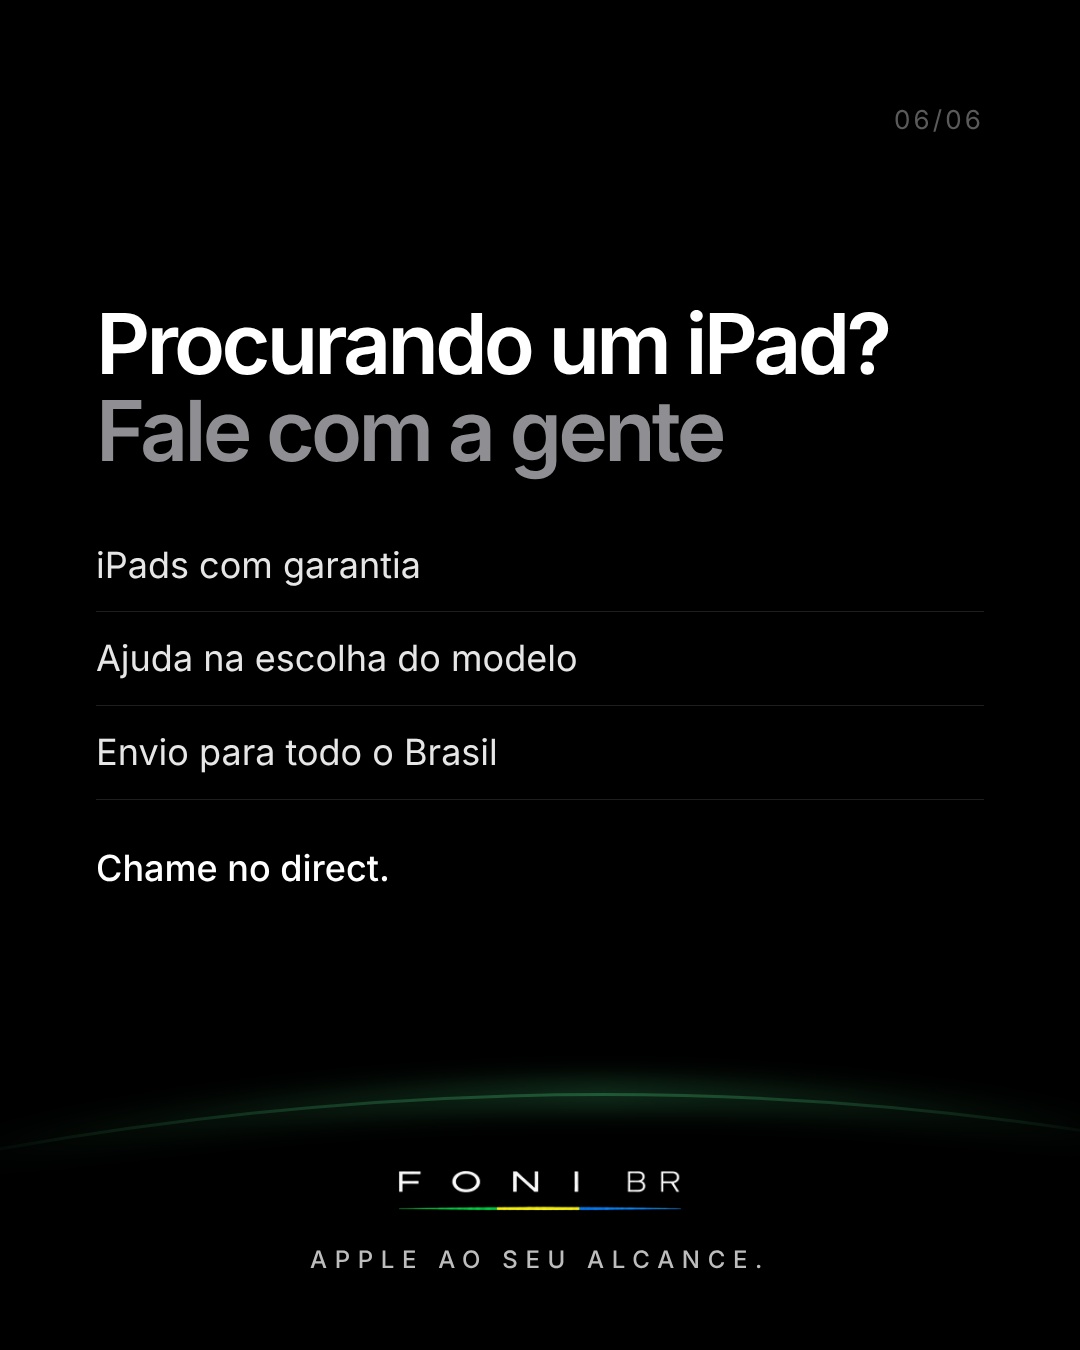 06/06
Procurando um iPad?
Fale com a gente
iPads com garantia
Ajuda na escolha do modelo
Envio para todo o Brasil
Chame no direct.
FONI BR
APPLE AO SEU ALCANCE.